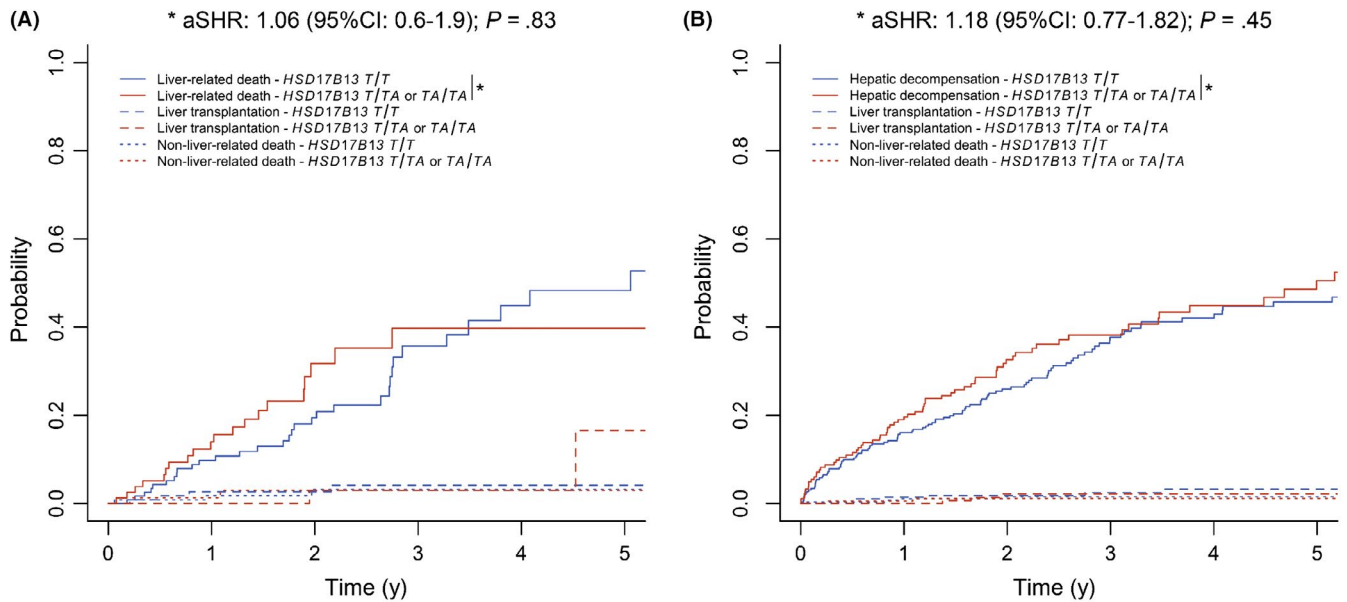 (A)
* aSHR: 1.06 (95%CI: 0.6-1.9); P = .83
Liver-related death - HSD17B13 T/T
Liver-related death - HSD17B13 T/TA or TA/TA
*
Liver transplantation - HSD17B13 T/T
Liver transplantation - HSD17B13 T/TA or TA/TA
Non-liver-related death - HSD17B13 T/T
Non-liver-related death - HSD17B13 T/TA or TA/TA
Probability
1.0
0.8
0.6
0.4
0.2
0.0
0 1 2 3 4 5
Time (y)
(B)
* aSHR: 1.18 (95%CI: 0.77-1.82); P = .45
Hepatic decompensation - HSD17B13 T/T
Hepatic decompensation - HSD17B13 T/TA or TA/TA
*
Liver transplantation - HSD17B13 T/T
Liver transplantation - HSD17B13 T/TA or TA/TA
Non-liver-related death - HSD17B13 T/T
Non-liver-related death - HSD17B13 T/TA or TA/TA
Probability
1.0
0.8
0.6
0.4
0.2
0.0
0 1 2 3 4 5
Time (y)